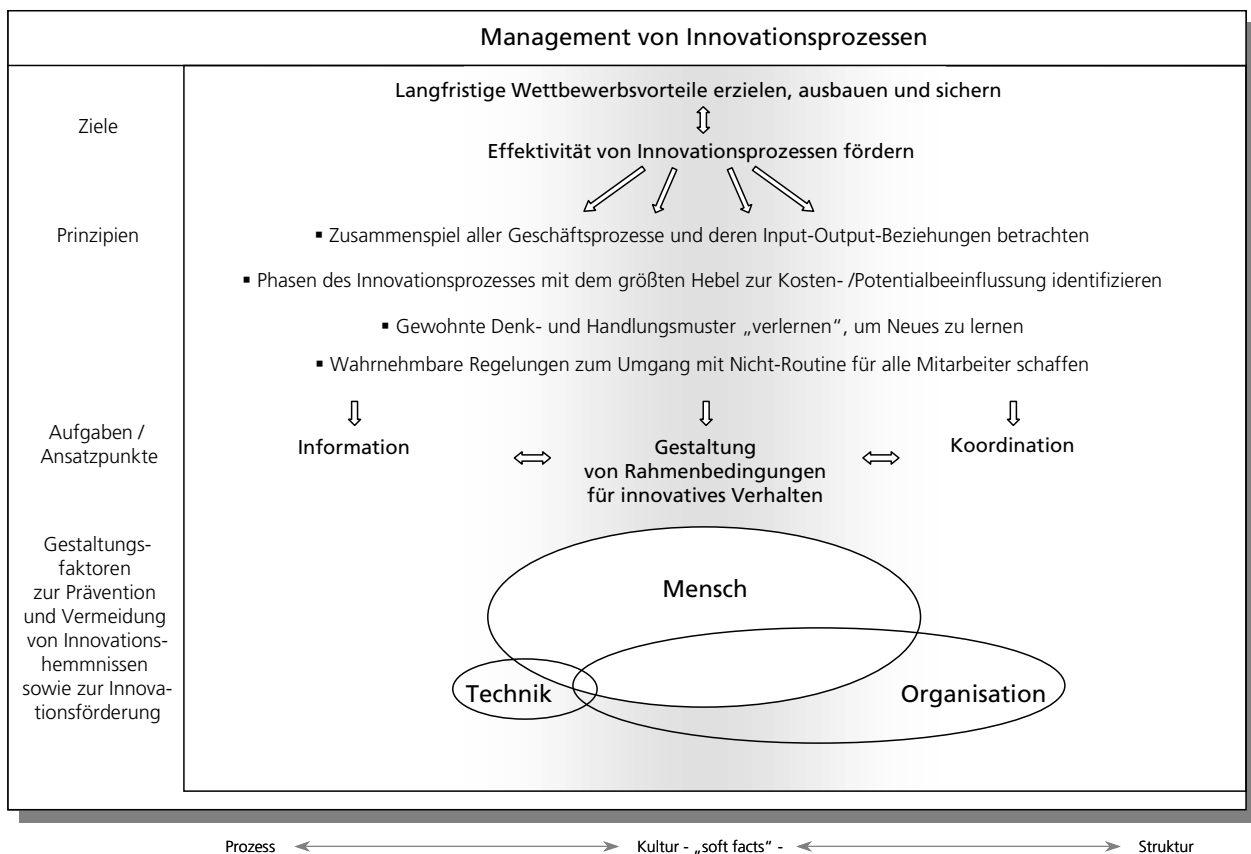 Management von Innovationsprozessen
Ziele
Langfristige Wettbewerbsvorteile erzielen, ausbauen und sichern
Effektivität von Innovationsprozessen fördern
Prinzipien
▪ Zusammenspiel aller Geschäftsprozesse und deren Input-Output-Beziehungen betrachten
▪ Phasen des Innovationsprozesses mit dem größten Hebel zur Kosten- /Potentialbeeinflussung identifizieren
▪ Gewohnte Denk- und Handlungsmuster „verlernen“, um Neues zu lernen
▪ Wahrnehmbare Regelungen zum Umgang mit Nicht-Routine für alle Mitarbeiter schaffen
Aufgaben /
Ansatzpunkte
Information
Gestaltung
von Rahmenbedingungen
für innovatives Verhalten
Koordination
Gestaltungs-
faktoren
zur Prävention
und Vermeidung
von Innovations-
hemmnissen
sowie zur Innova-
tionsförderung
Mensch
Technik
Organisation
Prozess
Kultur - „soft facts“ -
Struktur